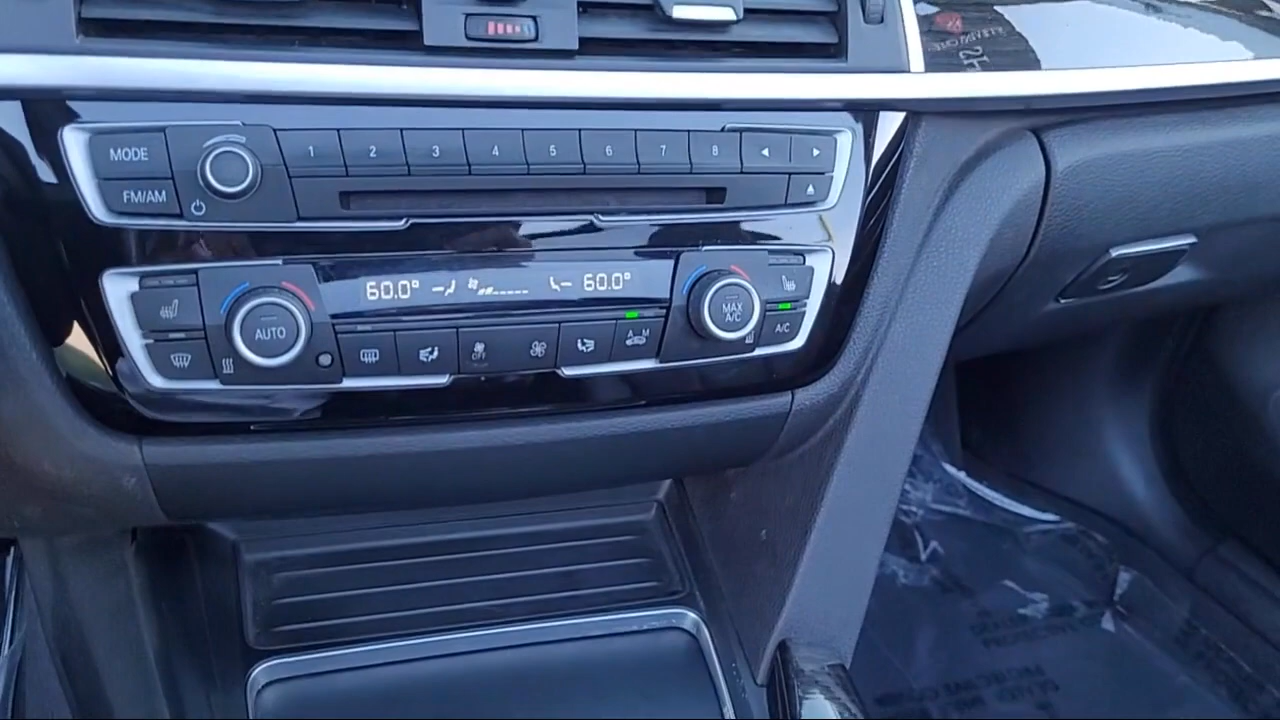 MODE
1 2 3 4 5 6 7 8
FM/AM
60.0°
60.0°
AUTO
MAX
A/C
OFF
A M
A/C